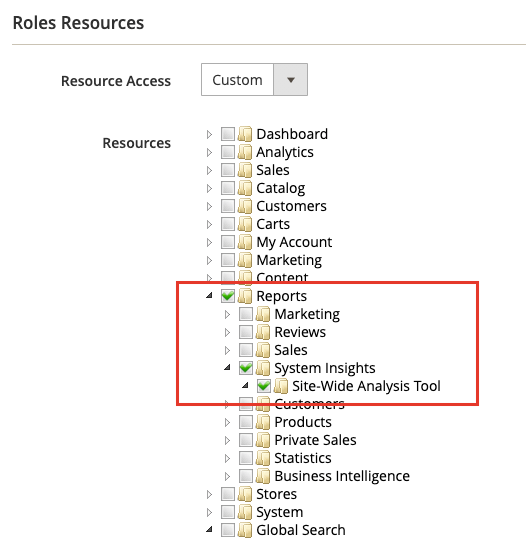 Roles Resources
Resource Access Custom
Resources
Dashboard
Analytics
Sales
Catalog
Customers
Carts
My Account
Marketing
Content
Reports
Marketing
Reviews
Sales
System Insights
Site-Wide Analysis Tool
Customers
Products
Private Sales
Statistics
Business Intelligence
Stores
System
Global Search